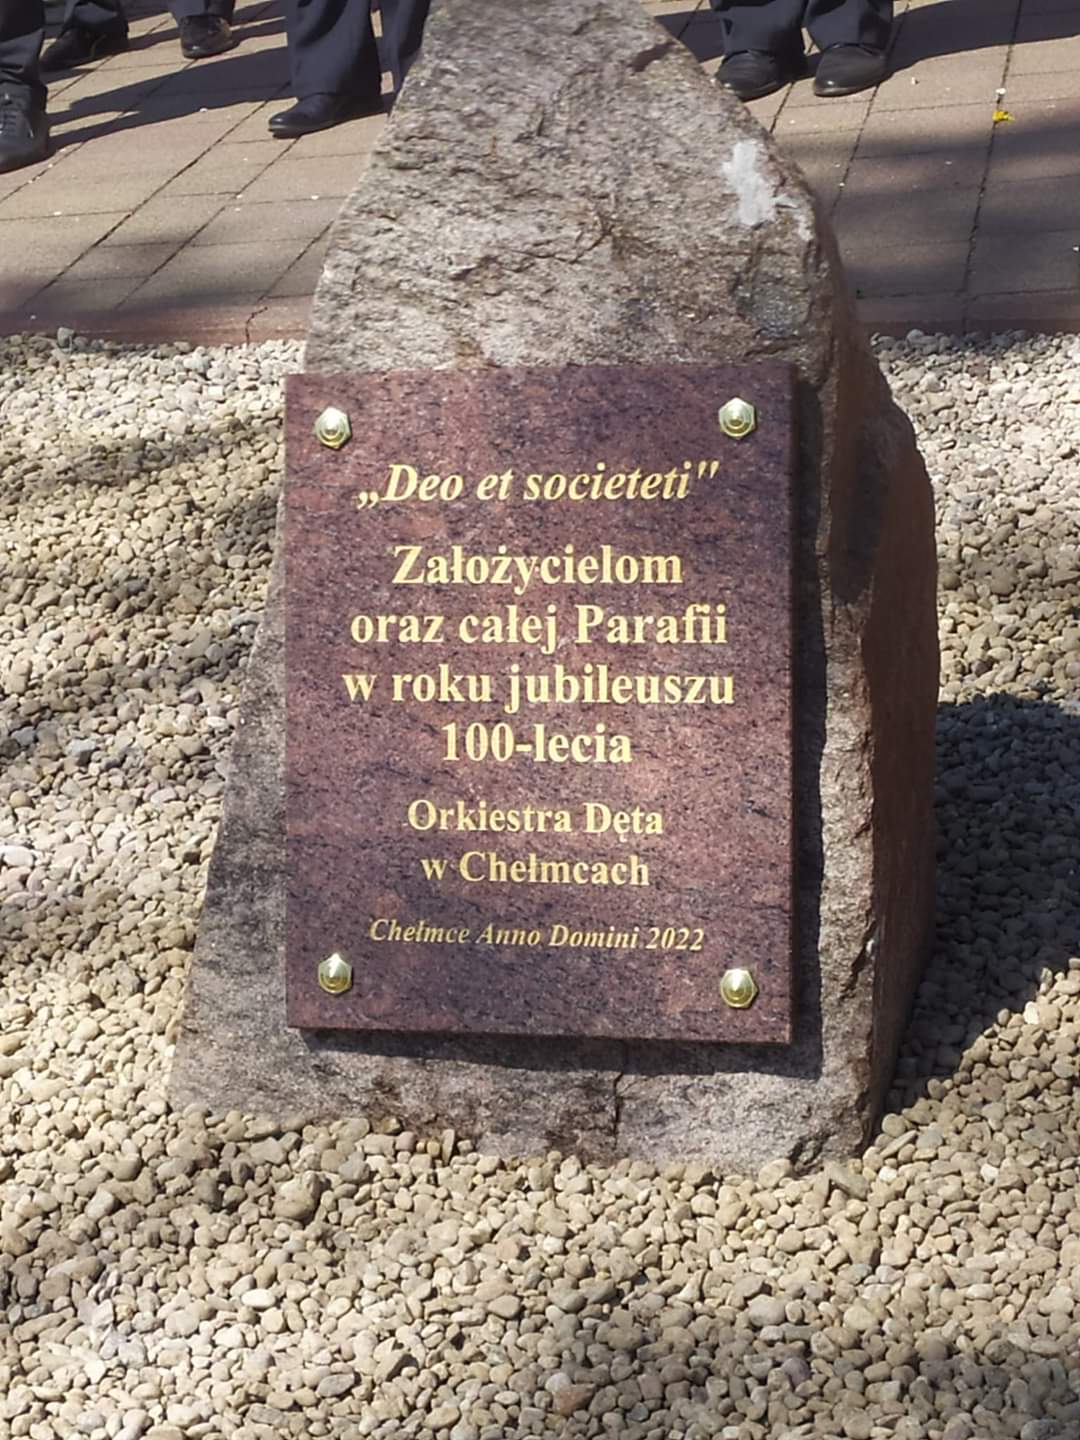 „Deo et societeti"
Założycielom
oraz całej Parafii
w roku jubileuszu
100-lecia
Orkiestra Dęta
w Chełmcach
Chełmce Anno Domini 2022